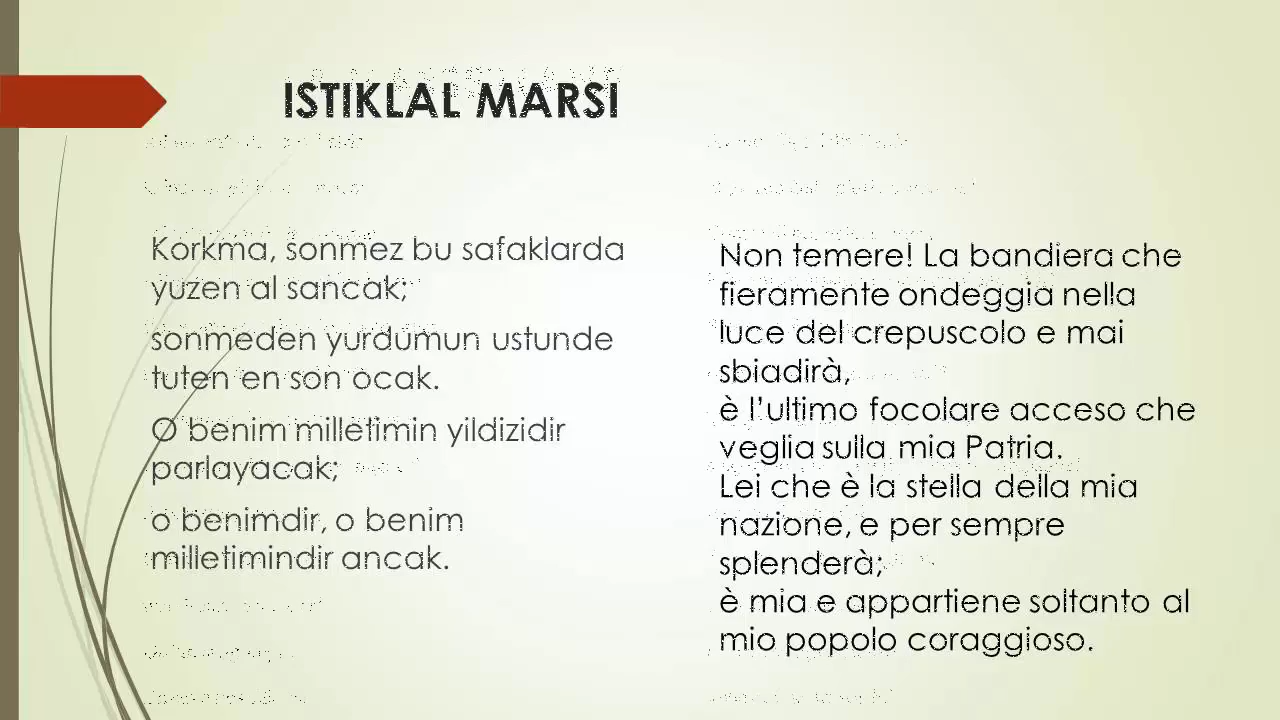 ISTIKLAL MARSI
Korkma, sonmez bu safaklarda
yuzen al sancak;
sonmeden yurdumun ustunde
tuten en son ocak.
O benim milletimin yildizidir
parlayacak;
o benimdir, o benim
milletimindir ancak.
Non temere! La bandiera che
fieramente ondeggia nella
luce del crepuscolo e mai
sbiadirà,
è l’ultimo focolare acceso che
veglia sulla mia Patria.
Lei che è la stella della mia
nazione, e per sempre
splenderà;
è mia e appartiene soltanto al
mio popolo coraggioso.